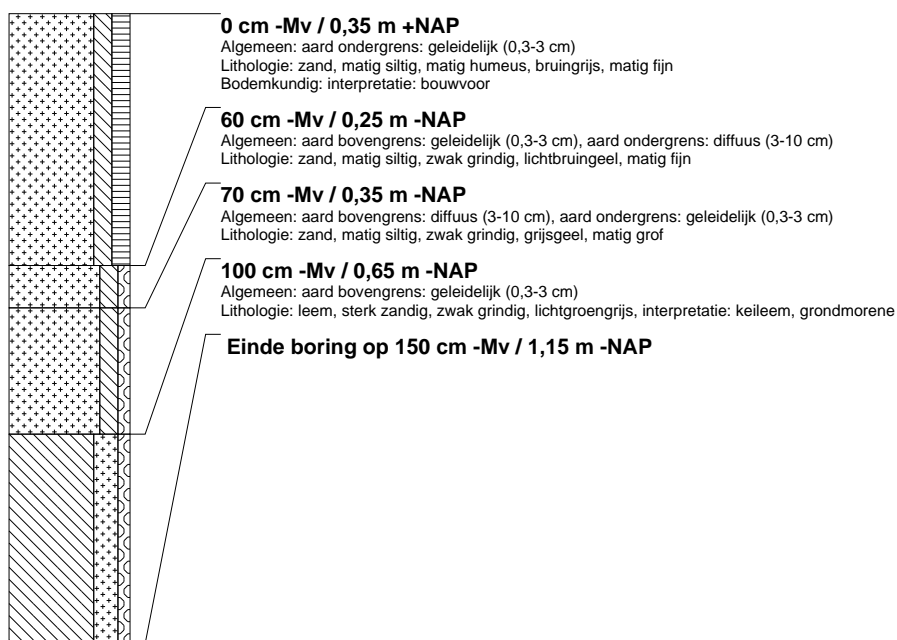 0 cm -Mv / 0,35 m +NAP
Algemeen: aard ondergrens: geleidelijk (0,3-3 cm)
Lithologie: zand, matig siltig, matig humeus, bruingrijs, matig fijn
Bodemkundig: interpretatie: bouwvoor
60 cm -Mv / 0,25 m -NAP
Algemeen: aard bovengrens: geleidelijk (0,3-3 cm), aard ondergrens: diffuus (3-10 cm)
Lithologie: zand, matig siltig, zwak grindig, lichtbruingeel, matig fijn
70 cm -Mv / 0,35 m -NAP
Algemeen: aard bovengrens: diffuus (3-10 cm), aard ondergrens: geleidelijk (0,3-3 cm)
Lithologie: zand, matig siltig, zwak grindig, grijsgeel, matig grof
100 cm -Mv / 0,65 m -NAP
Algemeen: aard bovengrens: geleidelijk (0,3-3 cm)
Lithologie: leem, sterk zandig, zwak grindig, lichtgroengrijs, interpretatie: keileem, grondmorene
Einde boring op 150 cm -Mv / 1,15 m -NAP